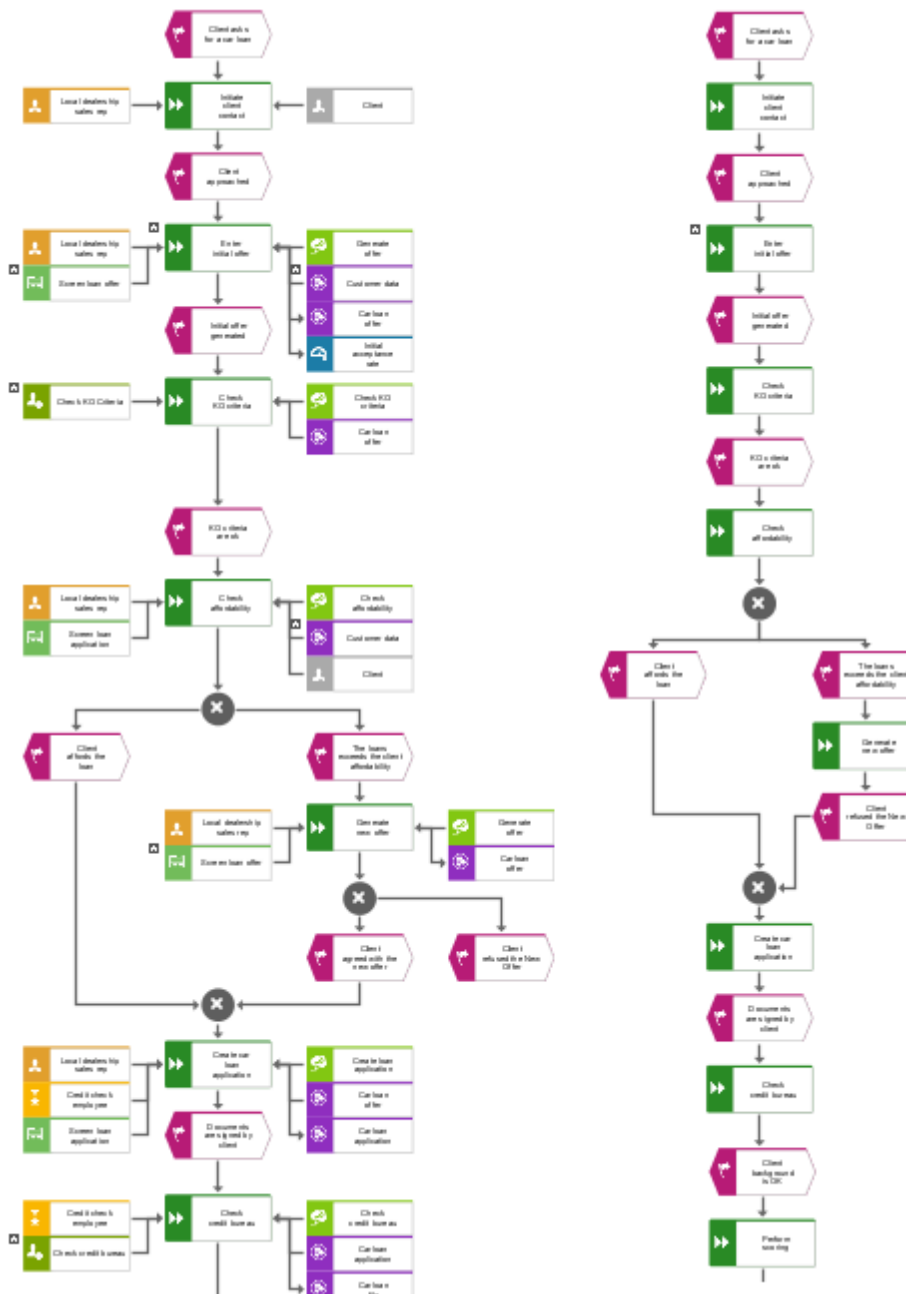 Client asks
for a car loan
Local dealership
sales rep
Initiate
client
contact
Client
Client
approached
Local dealership
sales rep
Screen loan offer
Enter
initial offer
Generate
offer
Customer data
Car loan
offer
Initial
acceptance
rate
Initial offer
generated
Check KO Criteria
Check
KO criteria
Check KO
criteria
Car loan
offer
KO criteria
are ok
Local dealership
sales rep
Screen loan
application
Check
affordability
Check
affordability
Customer data
Client
Client
affords the
loan
The loans
exceeds the client
affordability
Local dealership
sales rep
Screen loan offer
Generate
new offer
Generate
offer
Car loan
offer
Client
agreed with the
new offer
Client
refused the New
Offer
Local dealership
sales rep
Credit check
employee
Screen loan
application
Create car
loan
application
Create loan
application
Car loan
offer
Car loan
application
Documents
are signed by
client
Credit check
employee
Check credit bureau
Check
credit bureau
Check
credit bureau
Car loan
application
Car loan
Client asks
for a car loan
Initiate
client
contact
Client
approached
Enter
initial offer
Initial offer
generated
Check
KO criteria
KO criteria
are ok
Check
affordability
Client
affords the
loan
The loans
exceeds the client
affordability
Generate
new offer
Client
refused the New
Offer
Create car
loan
application
Documents
are signed by
client
Check
credit bureau
Client
background
is OK
Perform
scoring